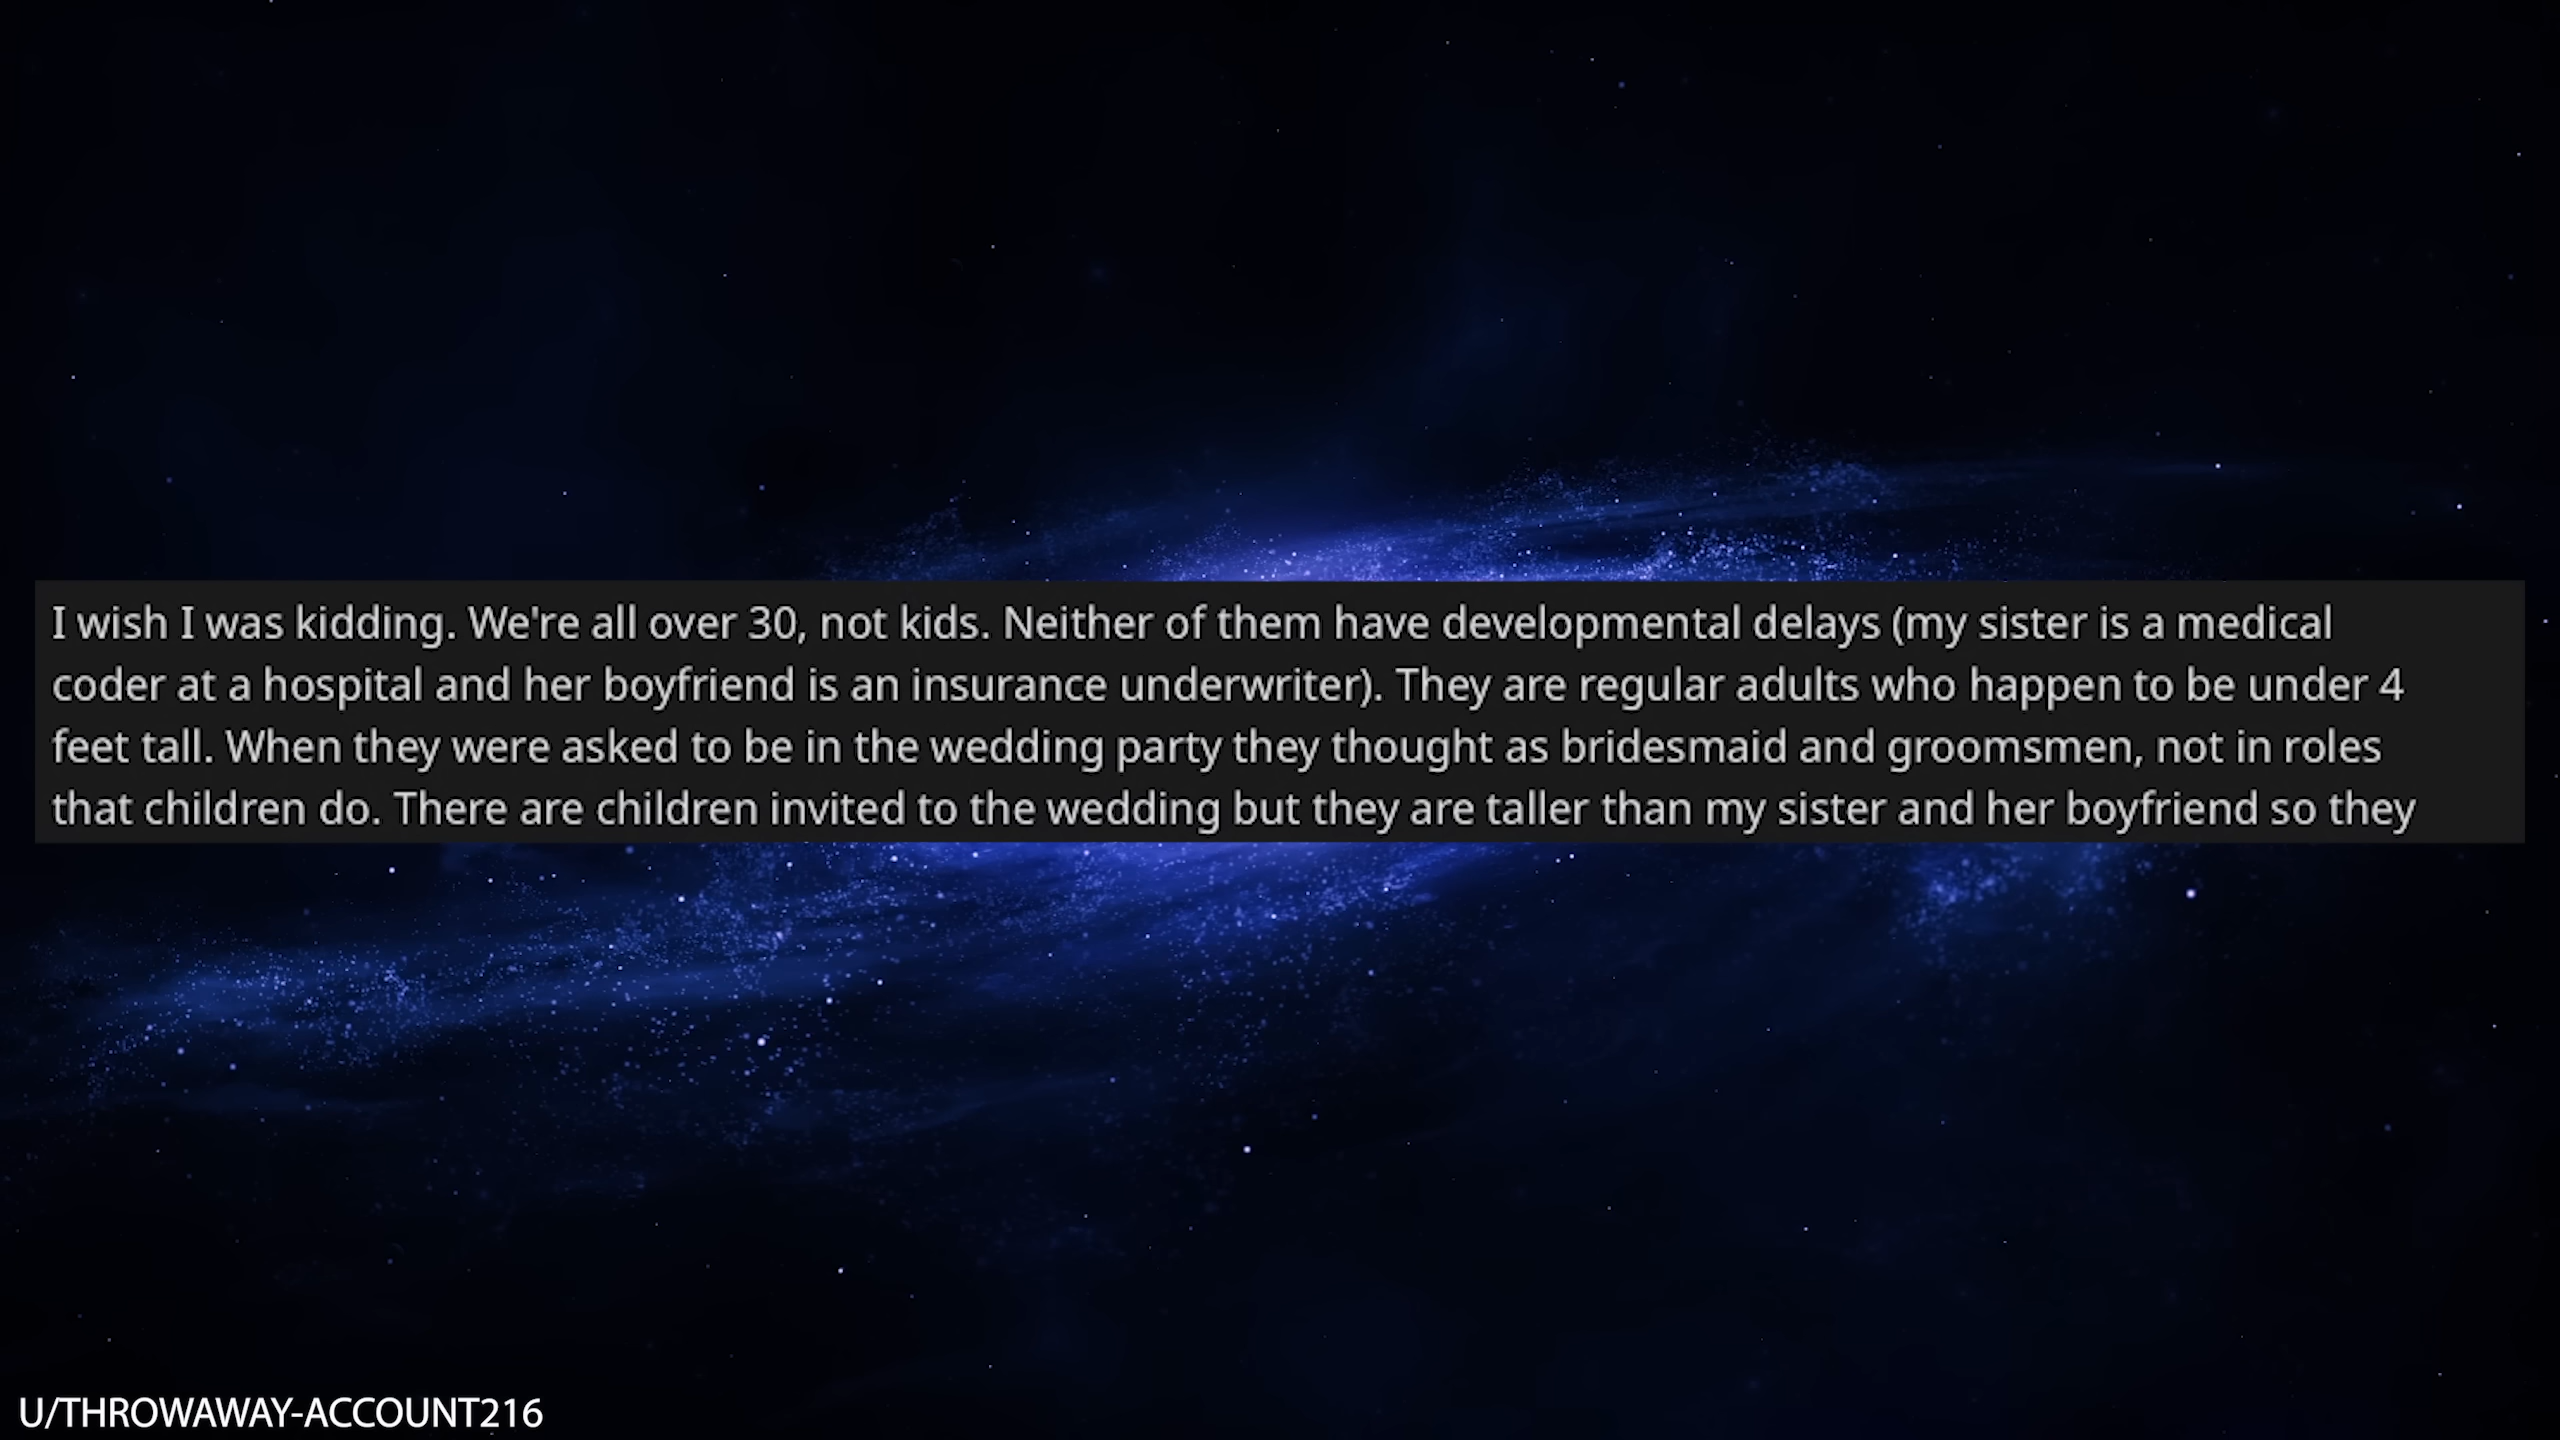 I wish I was kidding. We're all over 30, not kids. Neither of them have developmental delays (my sister is a medical
coder at a hospital and her boyfriend is an insurance underwriter). They are regular adults who happen to be under 4
feet tall. When they were asked to be in the wedding party they thought as bridesmaid and groomsmen, not in roles
that children do. There are children invited to the wedding but they are taller than my sister and her boyfriend so they
U/THROWAWAY-ACCOUNT216